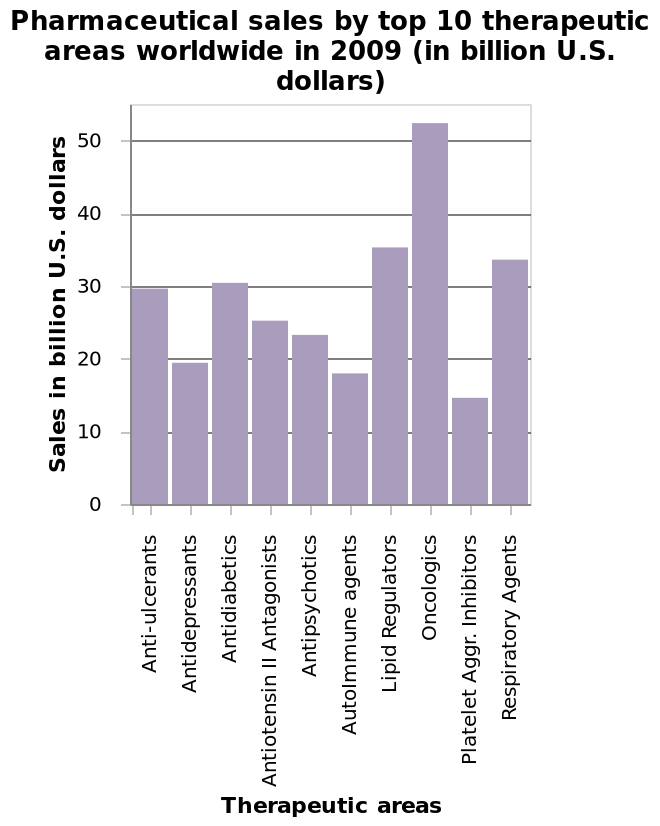 Pharmaceutical sales by top 10 therapeutic
areas worldwide in 2009 (in billion U.S.
dollars)
Sales in billion U.S. dollars
50
40
30
20
10
0
Anti-ulcerants
Antidepressants
Antidiabetics
Antiotensin II Antagonists
Antipsychotics
AutoImmune agents
Lipid Regulators
Oncologics
Platelet Aggr. Inhibitors
Respiratory Agents
Therapeutic areas